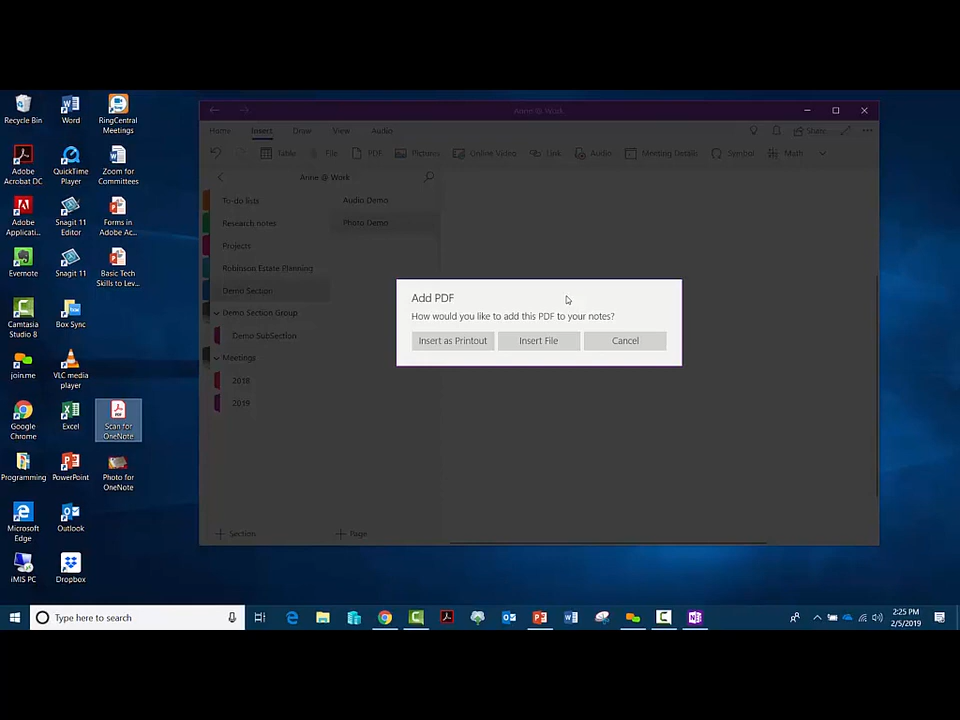 Recycle Bin
Word
RingCentral
Meetings
Adobe
Acrobat DC
QuickTime
Player
Zoom for
Committees
Adobe
Applicati...
Snagit 11
Editor
Forms in
Adobe Ac...
Evernote
Snagit 11
Basic Tech
Skills to Lev...
Camtasia
Studio 8
Box Sync
join.me
VLC media
player
Google
Chrome
Excel
Scan for
OneNote
Programming
PowerPoint
Photo for
OneNote
Microsoft
Edge
Outlook
iMIS PC
Dropbox
Anne @ Work
Home Insert Draw View Audio Share
Table File PDF Pictures Online Video Link Audio Meeting Details Symbol Math
Anne @ Work
To-do lists
Research notes
Projects
Robinson Estate Planning
Demo Section
Demo Section Group
Demo SubSection
Meetings
2018
2019
Audio Demo
Photo Demo
+ Section
+ Page
Add PDF
How would you like to add this PDF to your notes?
Insert as Printout Insert File Cancel
Type here to search
2:25 PM
2/5/2019